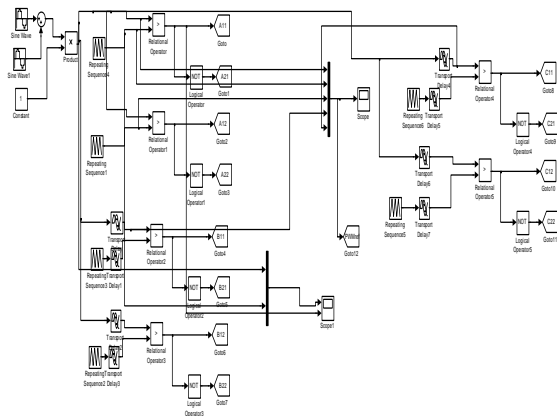 Sine Wave
Sine Wave1
X
Product
1
Constant
Repeating
Sequence4
>
Relational
Operator
A11
Goto
NOT
Logical
Operator
A21
Goto1
Repeating
Sequence1
>
Relational
Operator1
A12
Goto2
NOT
Logical
Operator1
A22
Goto3
Repeating
Sequence3
Transport
Delay1
>
Relational
Operator2
B11
Goto4
NOT
Logical
Operator2
B21
Repeating
Sequence2
Transport
Delay3
>
Relational
Operator3
B12
Goto6
NOT
Logical
Operator3
B22
Goto7
Scope
Goto12
Scope1
Transport
Delay4
Repeating
Sequence6
Transport
Delay5
>
Relational
Operator4
C11
Goto8
NOT
Logical
Operator4
C21
Goto9
Transport
Delay6
Repeating
Sequence5
Transport
Delay7
>
Relational
Operator5
C12
Goto10
NOT
Logical
Operator5
C22
Goto11